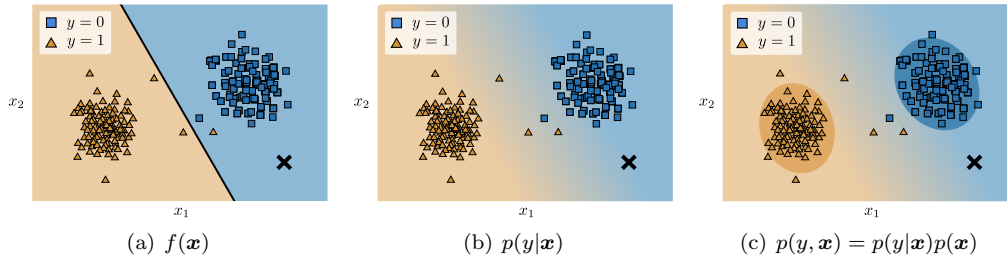 y = 0
y = 1
x₂
x₁
(a) f(𝒙)
y = 0
y = 1
x₂
x₁
(b) p(y|𝒙)
y = 0
y = 1
x₂
x₁
(c) p(y, 𝒙) = p(y|𝒙)p(𝒙)